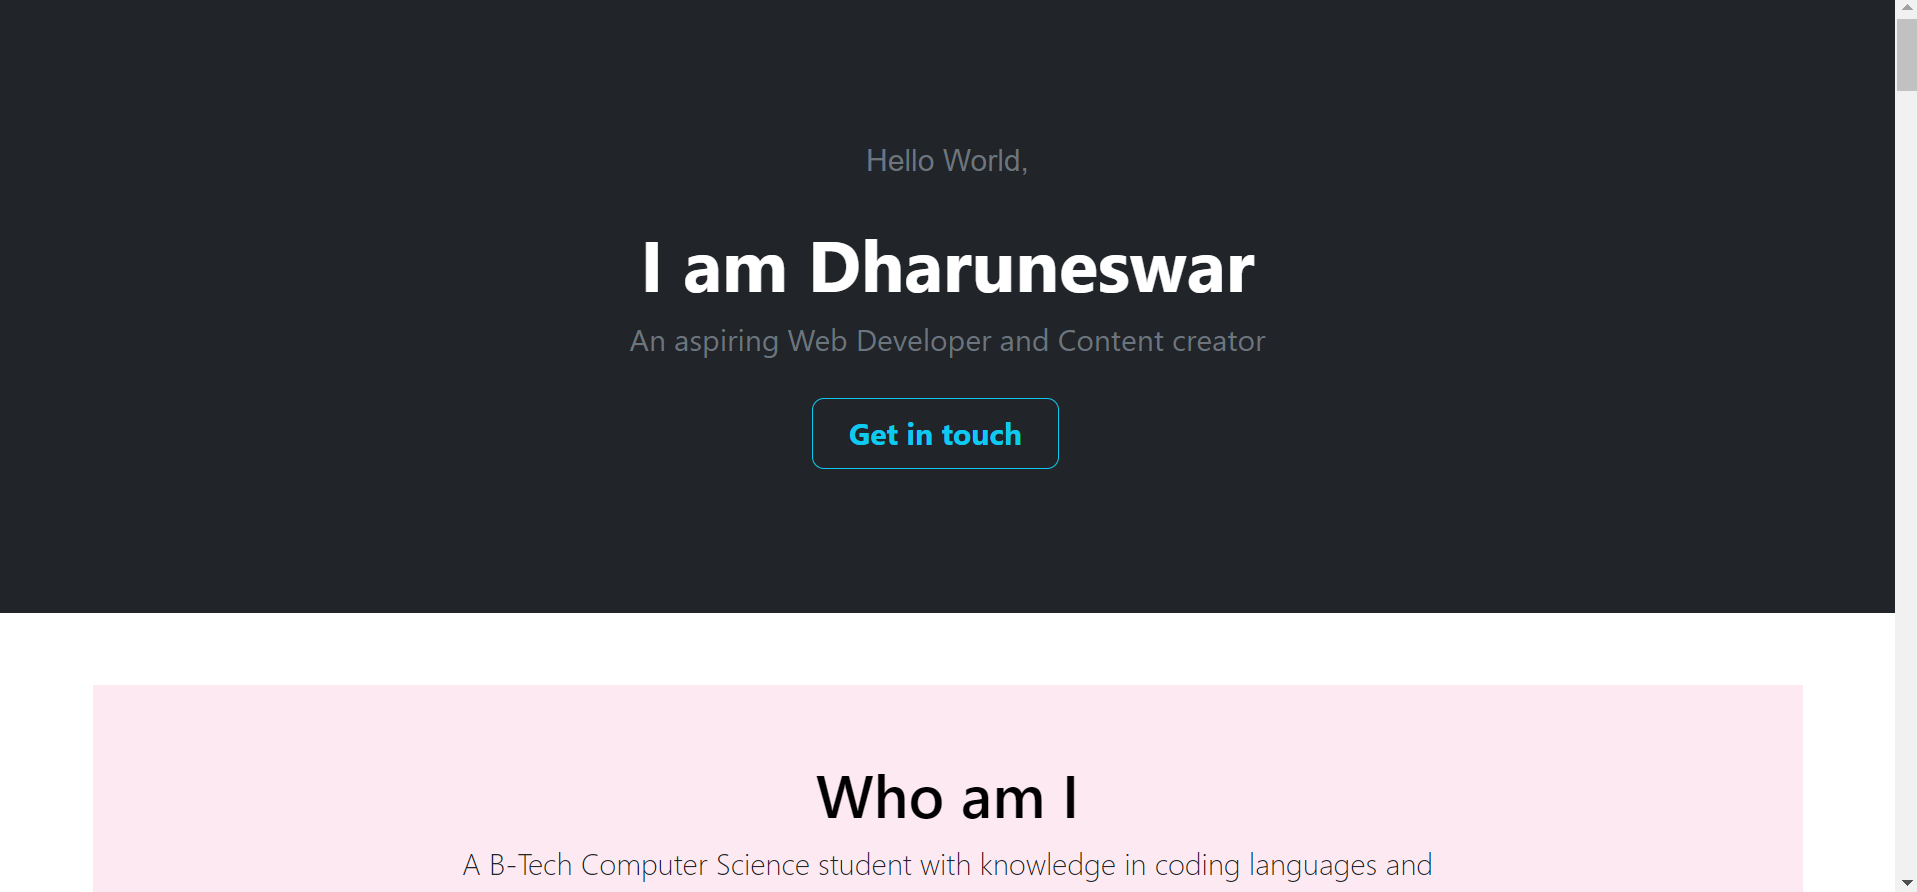 Hello World,
I am Dharuneswar
An aspiring Web Developer and Content creator
Get in touch
Who am I
A B-Tech Computer Science student with knowledge in coding languages and